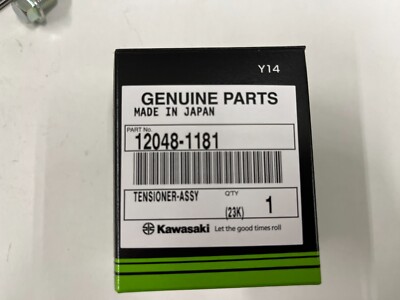 Y14
GENUINE PARTS
MADE IN JAPAN
PART No.
12048-1181
TENSIONER-ASSY
Q'TY
(23K) 1
Kawasaki Let the good times roll